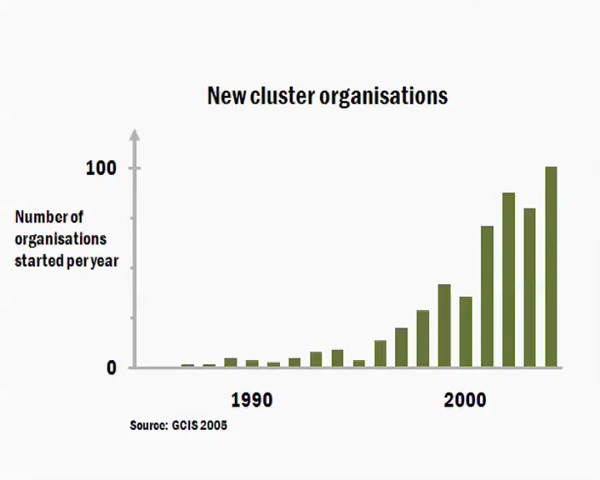 New cluster organisations
100
Number of
organisations
started per year
0
1990
2000
Source: GCIS 2005